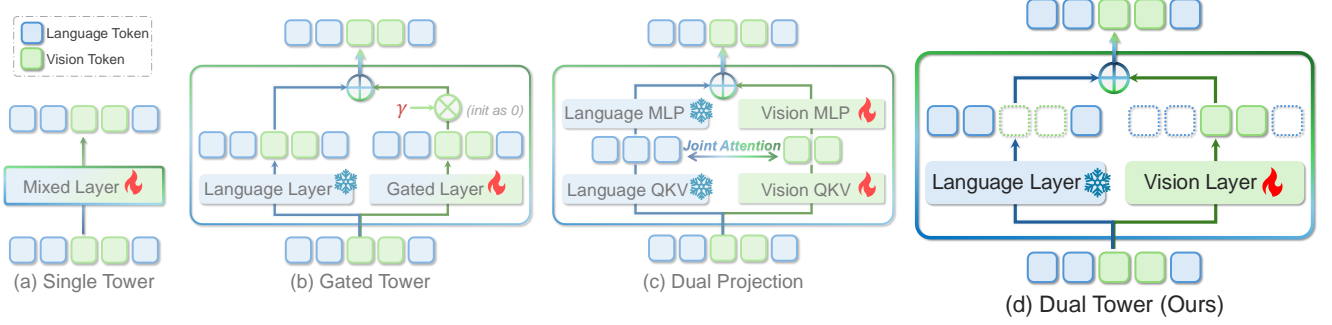 Language Token
Vision Token
Mixed Layer
(a) Single Tower
γ
(init as 0)
Language Layer
Gated Layer
(b) Gated Tower
Language MLP
Vision MLP
Joint Attention
Language QKV
Vision QKV
(c) Dual Projection
Language Layer
Vision Layer
(d) Dual Tower (Ours)